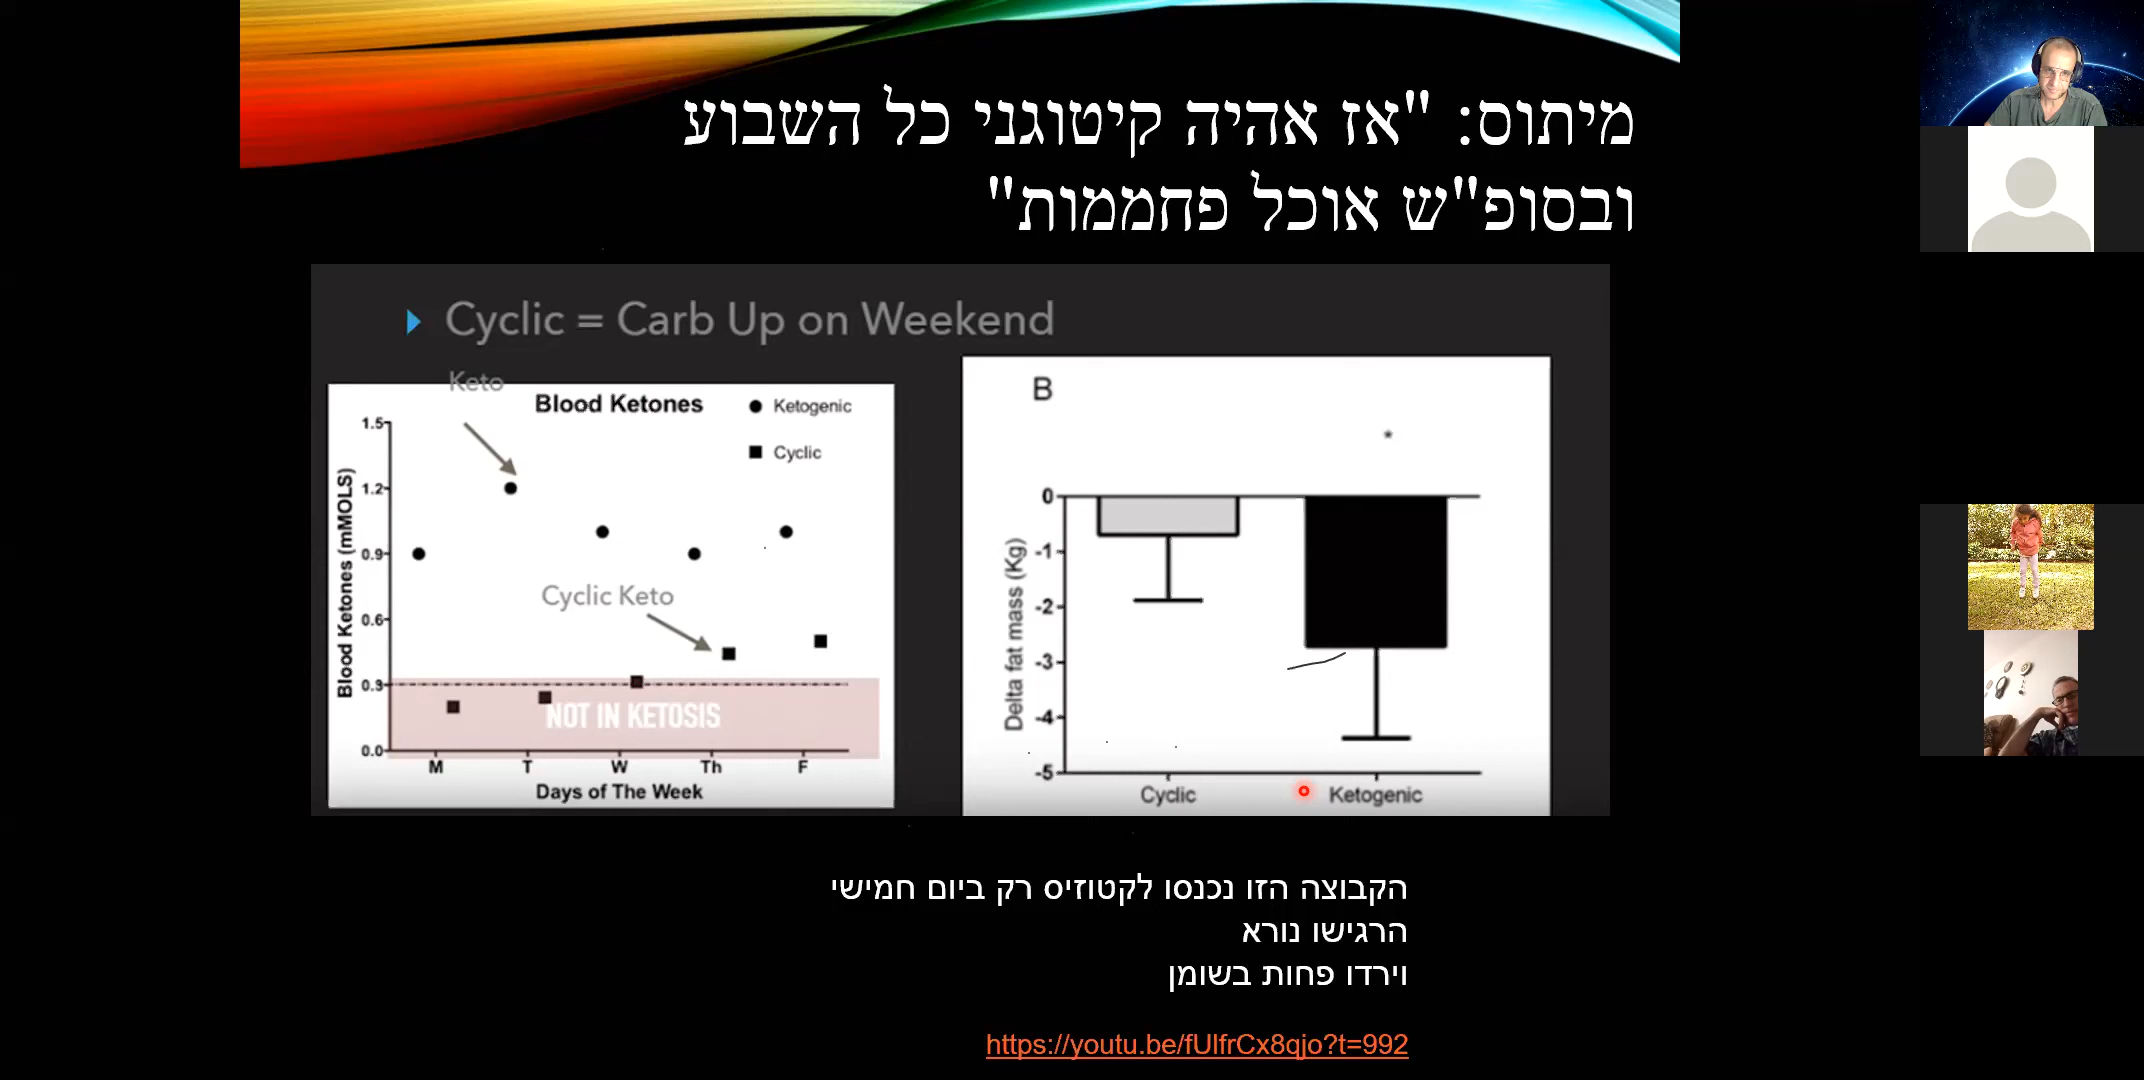 מיתוס: "אז אהיה קיטוגני כל השבוע
ובסופ"ש אוכל פחממות"
Cyclic = Carb Up on Weekend
Keto
Blood Ketones
Ketogenic
Cyclic
Blood Ketones (mMOLS)
1.5
1.2
0.9
0.6
0.3
0.0
Cyclic Keto
NOT IN KETOSIS
M T W Th F
Days of The Week
B
*
Delta fat mass (Kg)
0
-1
-2
-3
-4
-5
Cyclic Ketogenic
הקבוצה הזו נכנסו לקטוזיס רק ביום חמישי
הרגישו נורא
וירדו פחות בשומן
https://youtu.be/fUlfrCx8qjo?t=992